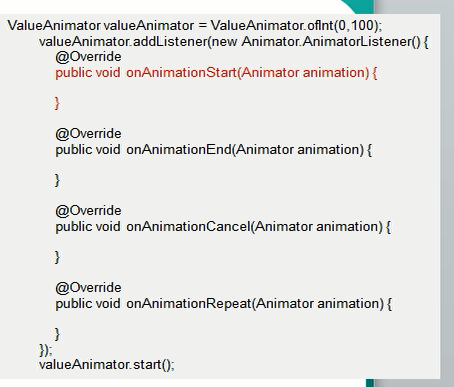 ValueAnimator valueAnimator = ValueAnimator.ofInt(0,100);
valueAnimator.addListener(new Animator.AnimatorListener() {
@Override
public void onAnimationStart(Animator animation) {
}
@Override
public void onAnimationEnd(Animator animation) {
}
@Override
public void onAnimationCancel(Animator animation) {
}
@Override
public void onAnimationRepeat(Animator animation) {
}
});
valueAnimator.start();